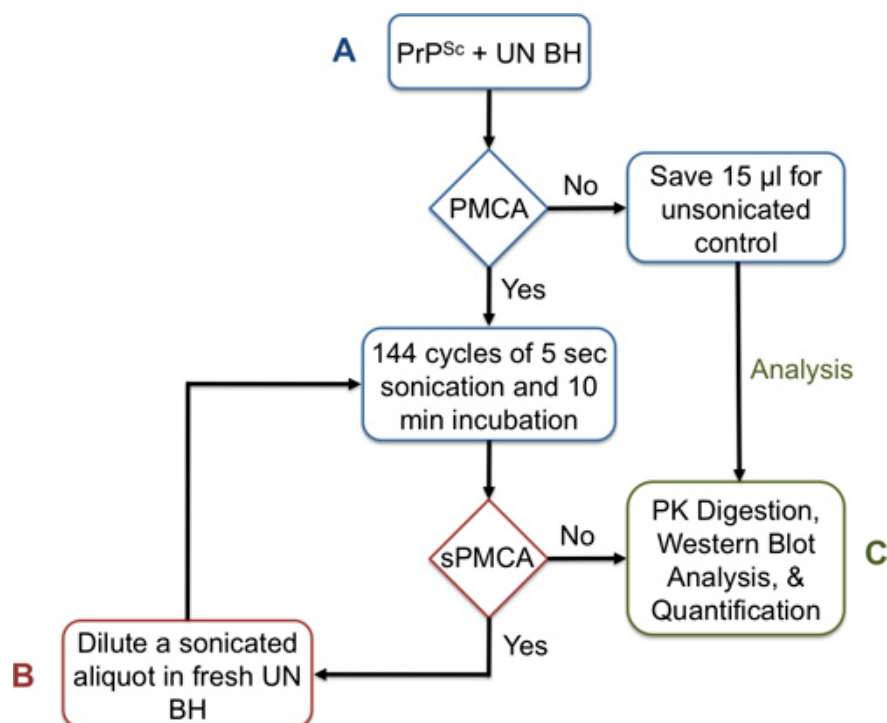 A
PrPSc + UN BH
PMCA
No
Save 15 µl for
unsonicated
control
Yes
144 cycles of 5 sec
sonication and 10
min incubation
Analysis
sPMCA
No
PK Digestion,
Western Blot
Analysis, &
Quantification
C
Yes
B
Dilute a sonicated
aliquot in fresh UN
BH